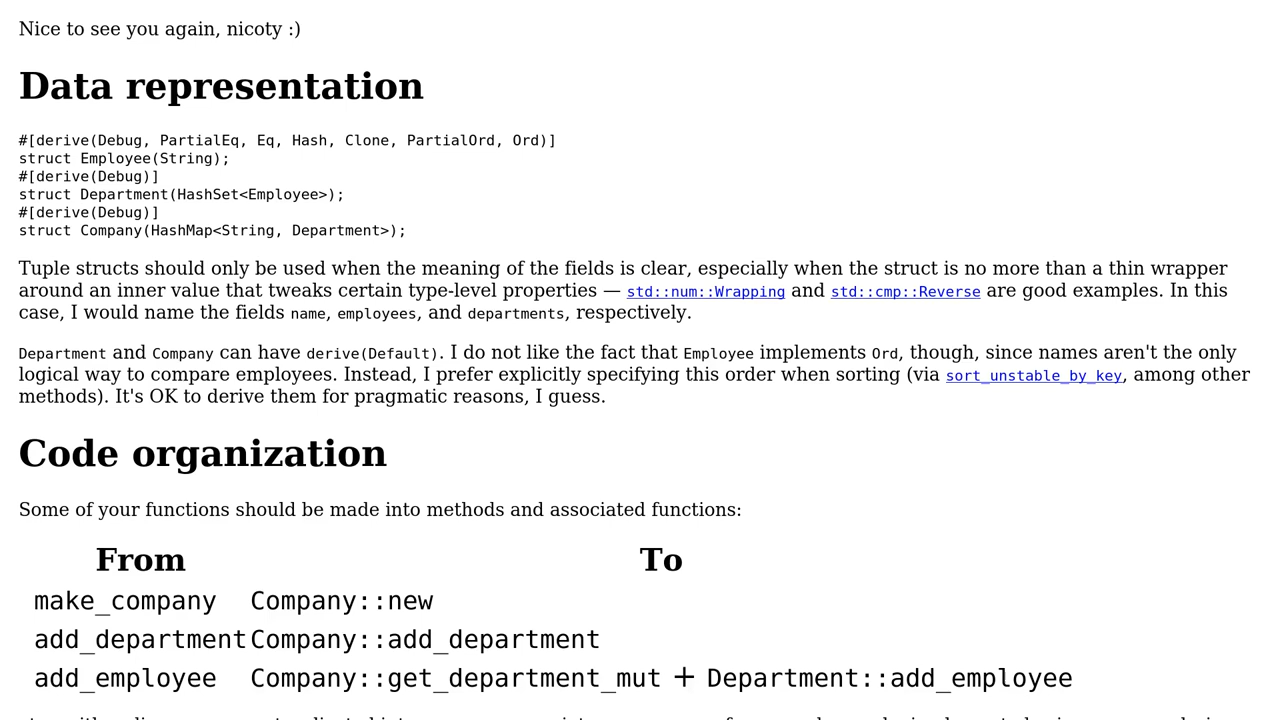 Nice to see you again, nicoty :)
Data representation
#[derive(Debug, PartialEq, Eq, Hash, Clone, PartialOrd, Ord)]
struct Employee(String);
#[derive(Debug)]
struct Department(HashSet<Employee>);
#[derive(Debug)]
struct Company(HashMap<String, Department>);
Tuple structs should only be used when the meaning of the fields is clear, especially when the struct is no more than a thin wrapper
around an inner value that tweaks certain type-level properties — std::num::Wrapping and std::cmp::Reverse are good examples. In this
case, I would name the fields name, employees, and departments, respectively.
Department and Company can have derive(Default). I do not like the fact that Employee implements Ord, though, since names aren't the only
logical way to compare employees. Instead, I prefer explicitly specifying this order when sorting (via sort_unstable_by_key, among other
methods). It's OK to derive them for pragmatic reasons, I guess.
Code organization
Some of your functions should be made into methods and associated functions:
From To
make_company Company::new
add_department Company::add_department
add_employee Company::get_department_mut + Department::add_employee